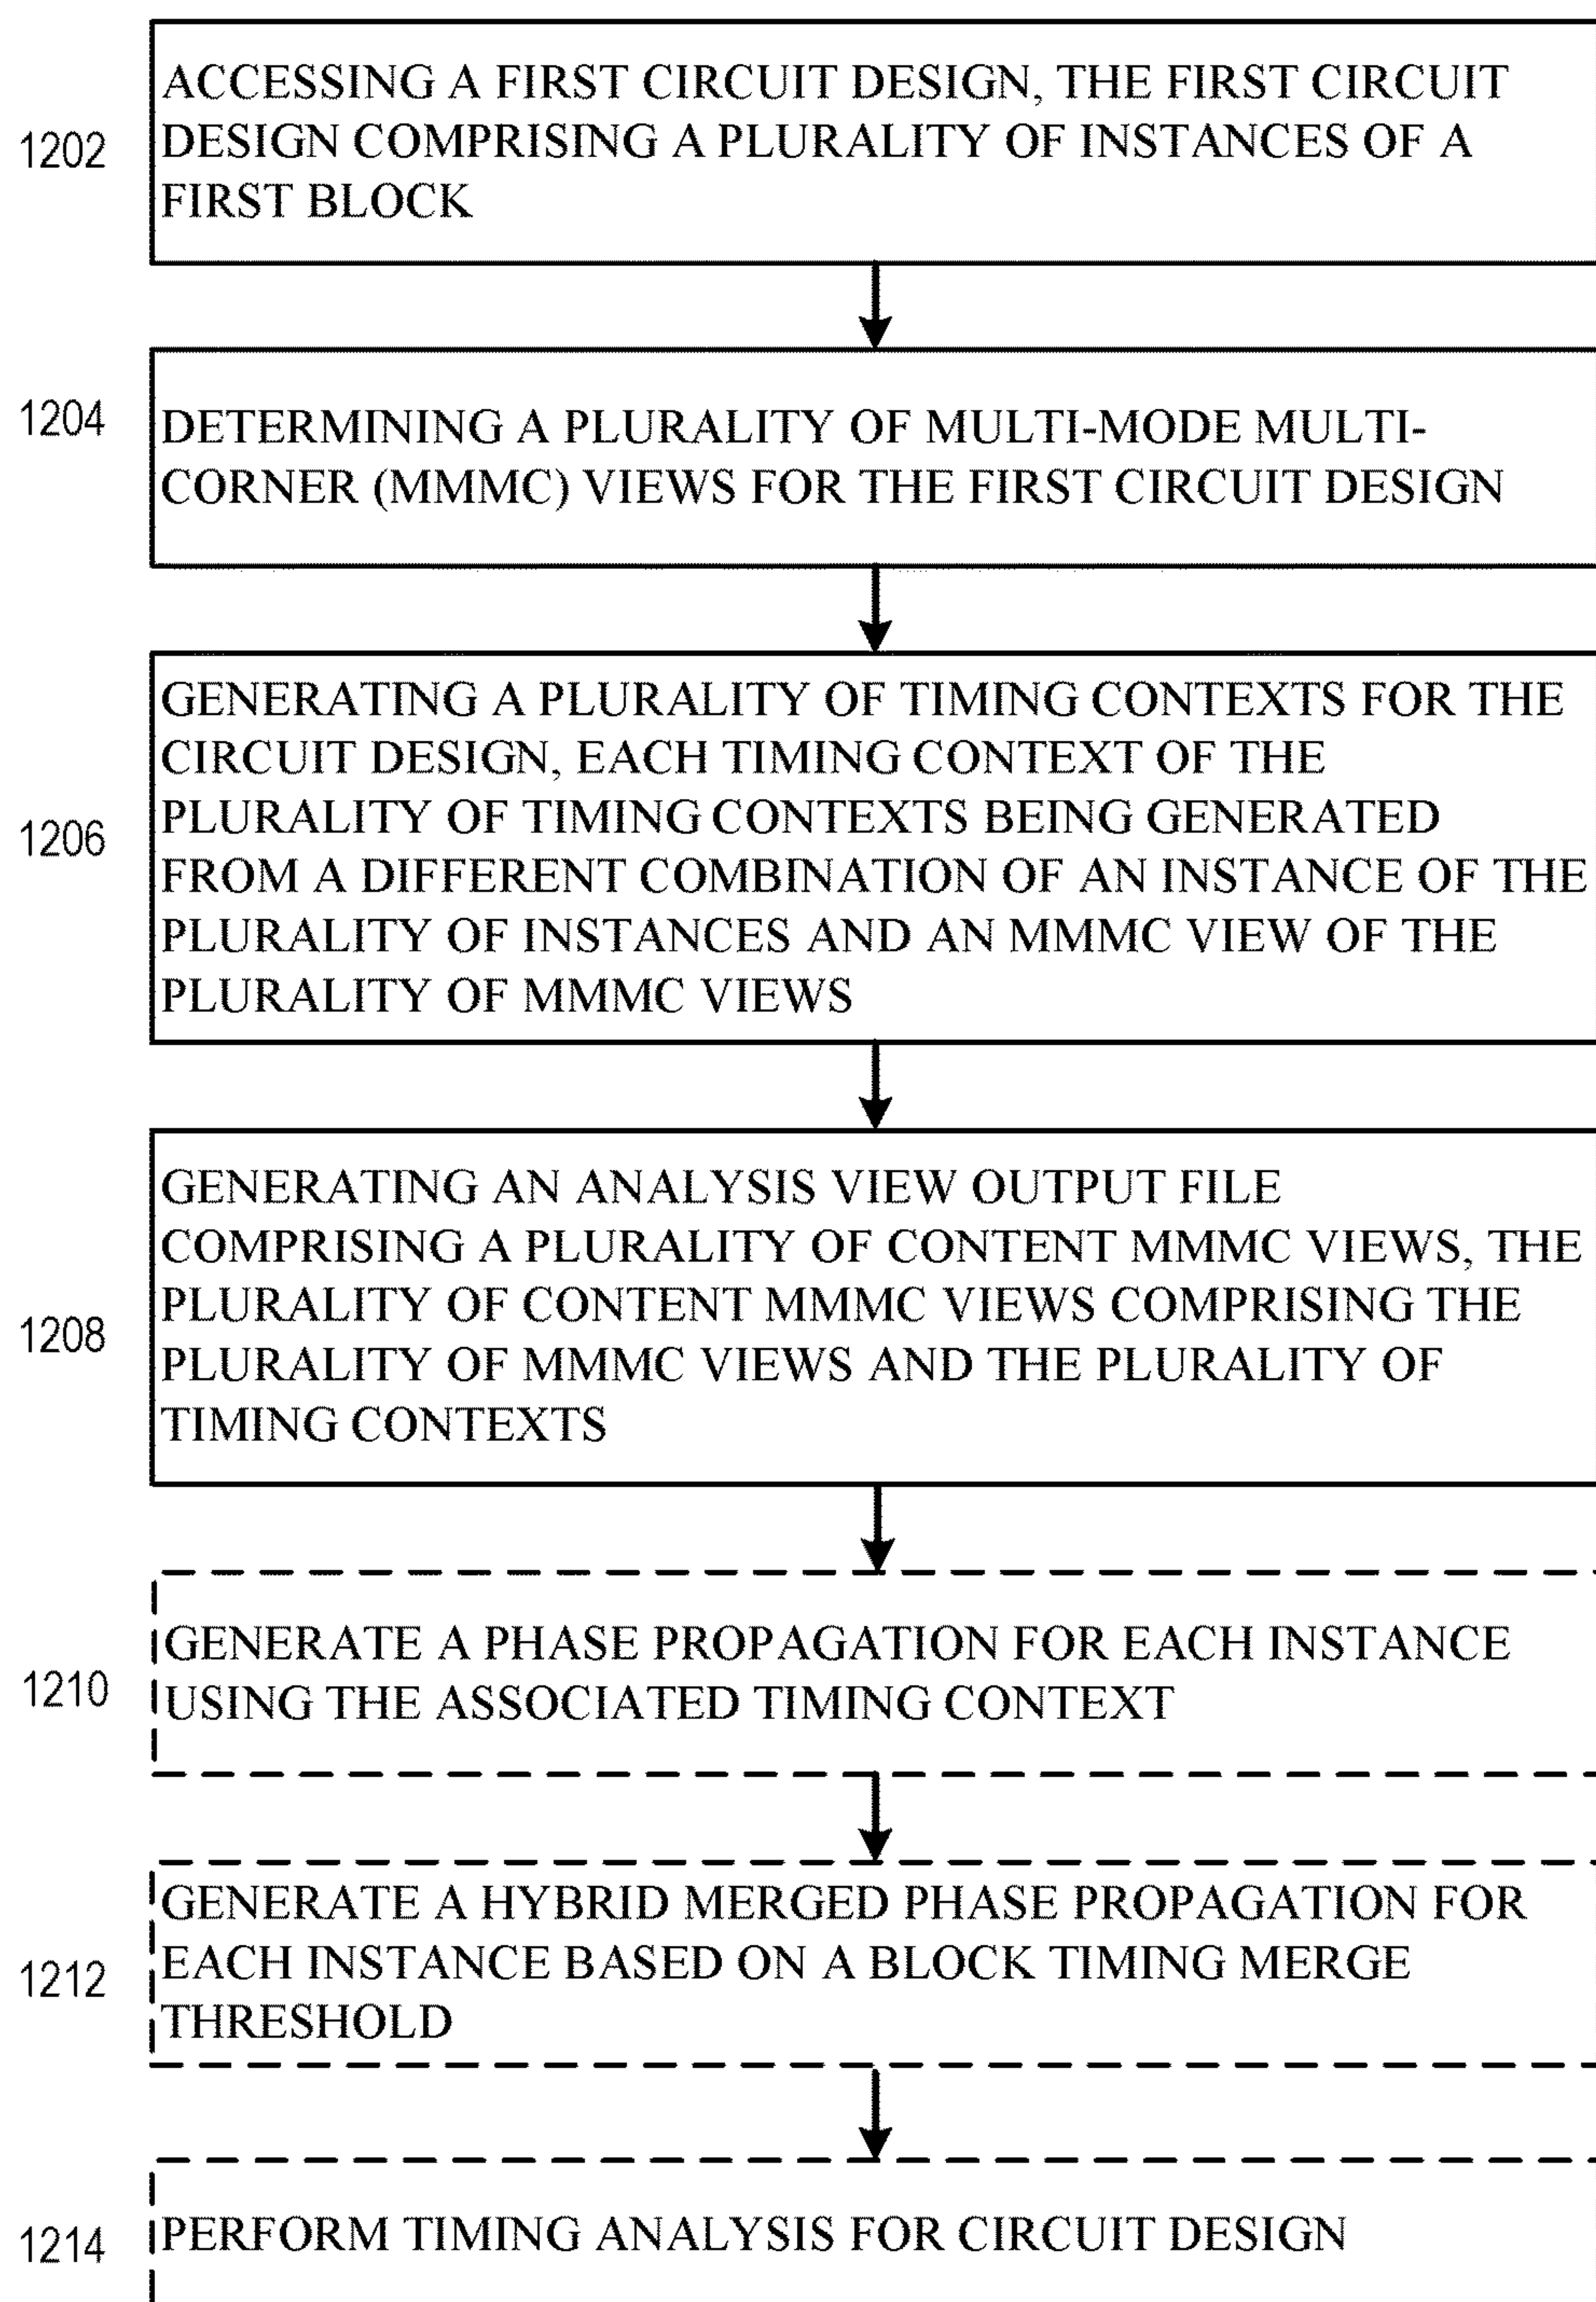 1202
ACCESSING A FIRST CIRCUIT DESIGN, THE FIRST CIRCUIT
DESIGN COMPRISING A PLURALITY OF INSTANCES OF A
FIRST BLOCK
1204
DETERMINING A PLURALITY OF MULTI-MODE MULTI-
CORNER (MMMC) VIEWS FOR THE FIRST CIRCUIT DESIGN
1206
GENERATING A PLURALITY OF TIMING CONTEXTS FOR THE
CIRCUIT DESIGN, EACH TIMING CONTEXT OF THE
PLURALITY OF TIMING CONTEXTS BEING GENERATED
FROM A DIFFERENT COMBINATION OF AN INSTANCE OF THE
PLURALITY OF INSTANCES AND AN MMMC VIEW OF THE
PLURALITY OF MMMC VIEWS
1208
GENERATING AN ANALYSIS VIEW OUTPUT FILE
COMPRISING A PLURALITY OF CONTENT MMMC VIEWS, THE
PLURALITY OF CONTENT MMMC VIEWS COMPRISING THE
PLURALITY OF MMMC VIEWS AND THE PLURALITY OF
TIMING CONTEXTS
1210
GENERATE A PHASE PROPAGATION FOR EACH INSTANCE
USING THE ASSOCIATED TIMING CONTEXT
1212
GENERATE A HYBRID MERGED PHASE PROPAGATION FOR
EACH INSTANCE BASED ON A BLOCK TIMING MERGE
THRESHOLD
1214
PERFORM TIMING ANALYSIS FOR CIRCUIT DESIGN